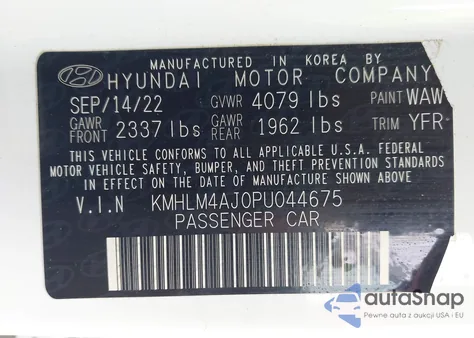 MANUFACTURED IN KOREA BY
HYUNDAI MOTOR COMPANY
SEP/14/22 GVWR 4079 lbs PAINT WAW
GAWR FRONT 2337 lbs GAWR REAR 1962 lbs TRIM YFR
THIS VEHICLE CONFORMS TO ALL APPLICABLE U.S.A. FEDERAL
MOTOR VEHICLE SAFETY, BUMPER, AND THEFT PREVENTION STANDARDS
IN EFFECT ON THE DATE OF MANUFACTURE SHOWN ABOVE.
V.I.N KMHLM4AJ0PU044675
PASSENGER CAR
autoSnap
Pewne auta z aukcji USA i EU